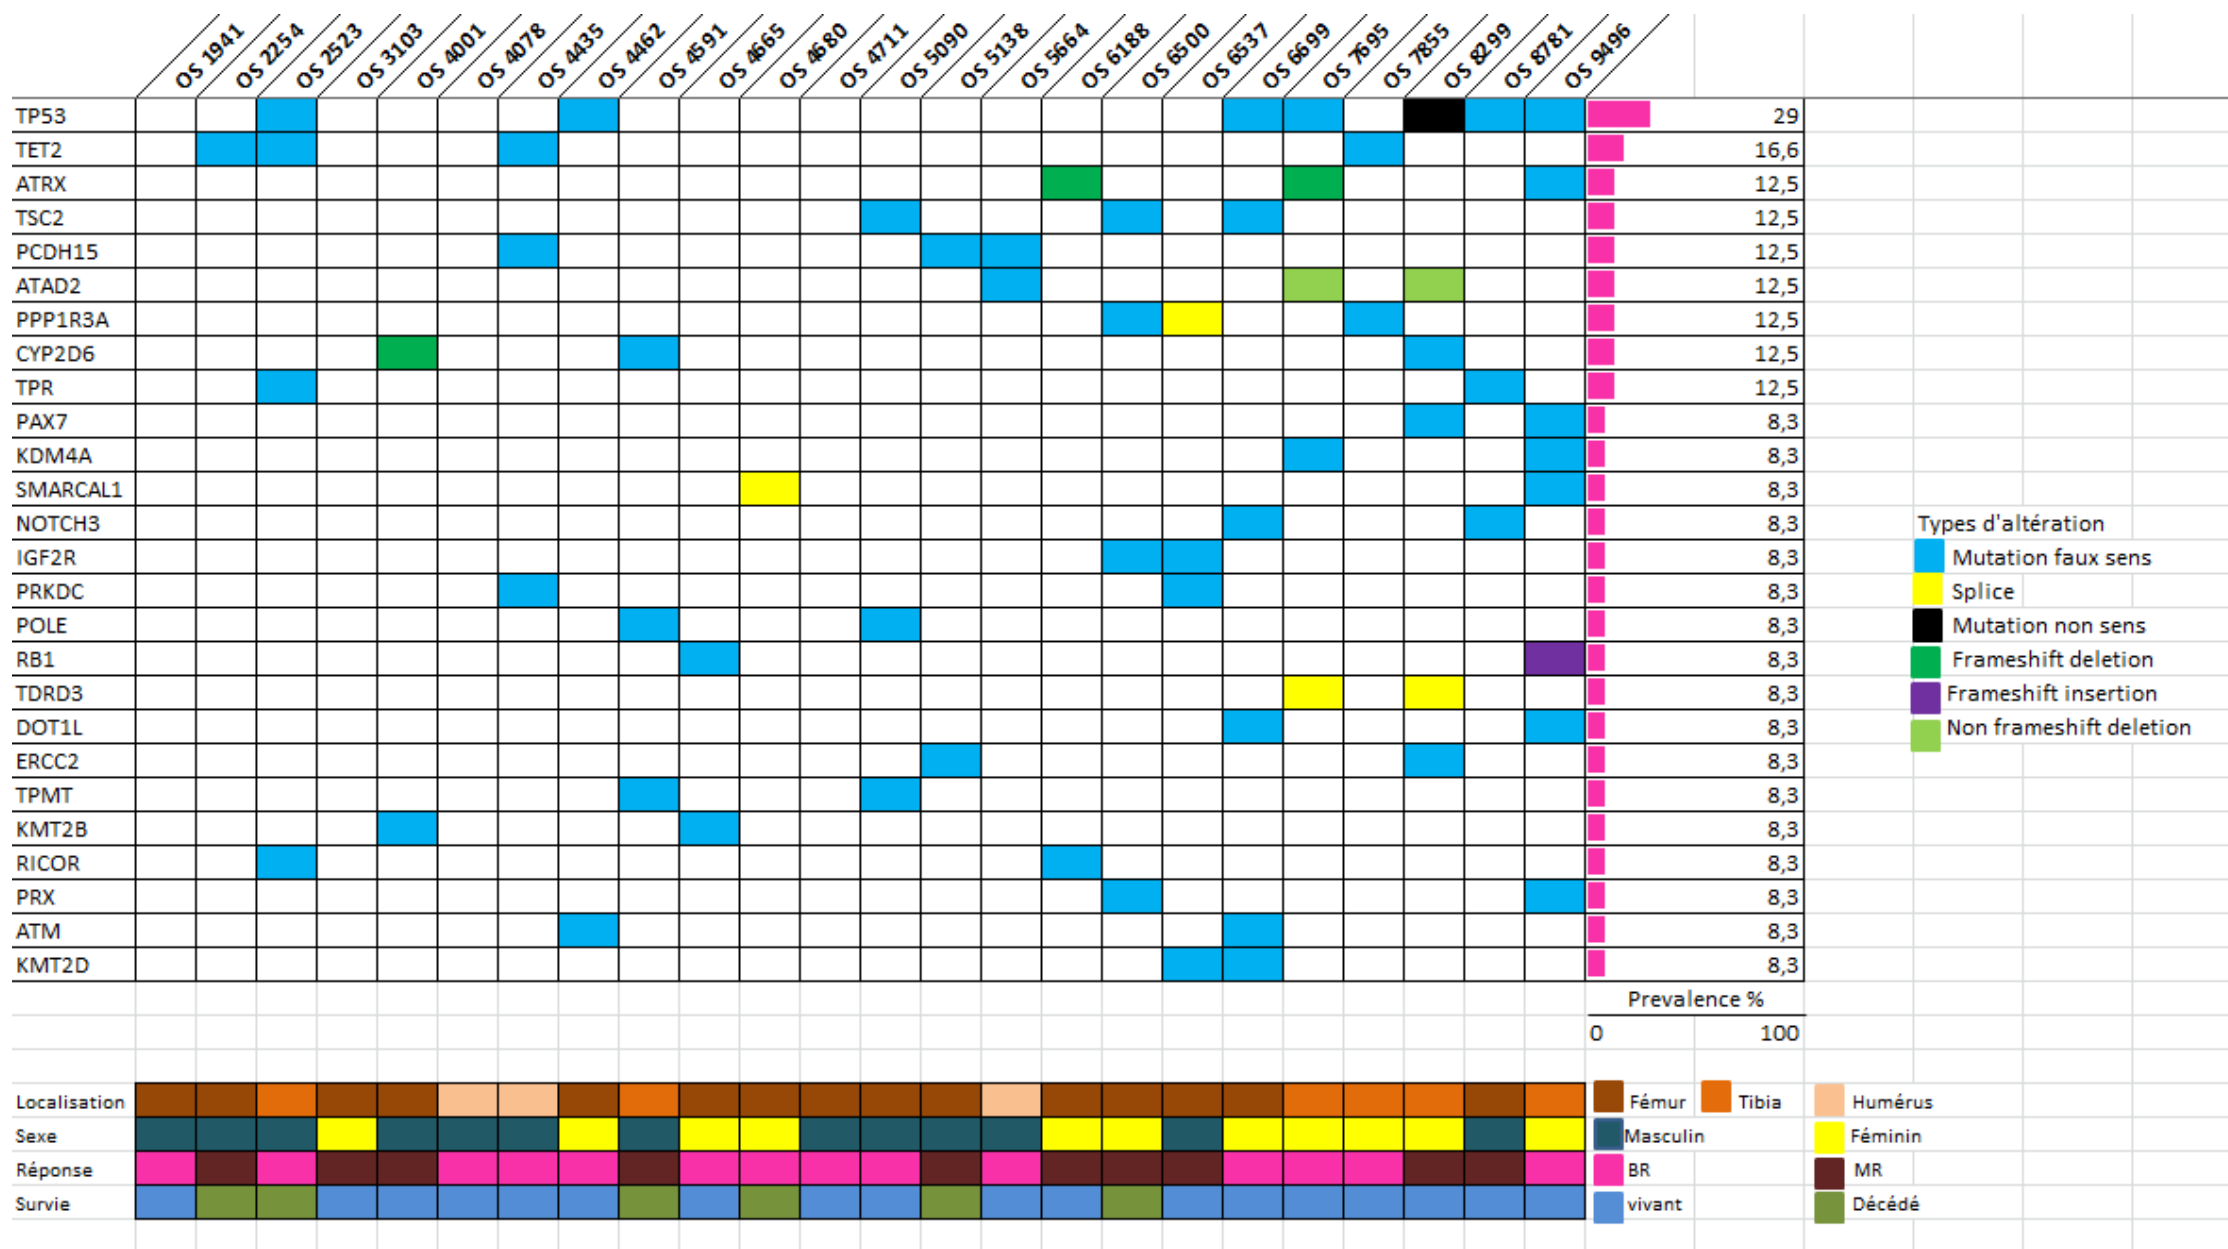 OS 1941 OS 2254 OS 2523 OS 3103 OS 4001 OS 4078 OS 4435 OS 4462 OS 4591 OS 4665 OS 4680 OS 4711 OS 5090 OS 5138 OS 5664 OS 6188 OS 6500 OS 6537 OS 6699 OS 7695 OS 7855 OS 8299 OS 8781 OS 9496
TP53 29
TET2 16,6
ATRX 12,5
TSC2 12,5
PCDH15 12,5
ATAD2 12,5
PPP1R3A 12,5
CYP2D6 12,5
TPR 12,5
PAX7 8,3
KDM4A 8,3
SMARCAL1 8,3
NOTCH3 8,3 Types d'altération
IGF2R 8,3 Mutation faux sens
PRKDC 8,3 Splice
POLE 8,3 Mutation non sens
RB1 8,3 Frameshift deletion
TDRD3 8,3 Frameshift insertion
DOT1L 8,3 Non frameshift deletion
ERCC2 8,3
TPMT 8,3
KMT2B 8,3
RICOR 8,3
PRX 8,3
ATM 8,3
KMT2D 8,3
Prevalence %
0 100
Localisation Fémur Tibia Humérus
Sexe Masculin Féminin
Réponse BR MR
Survie vivant Décédé